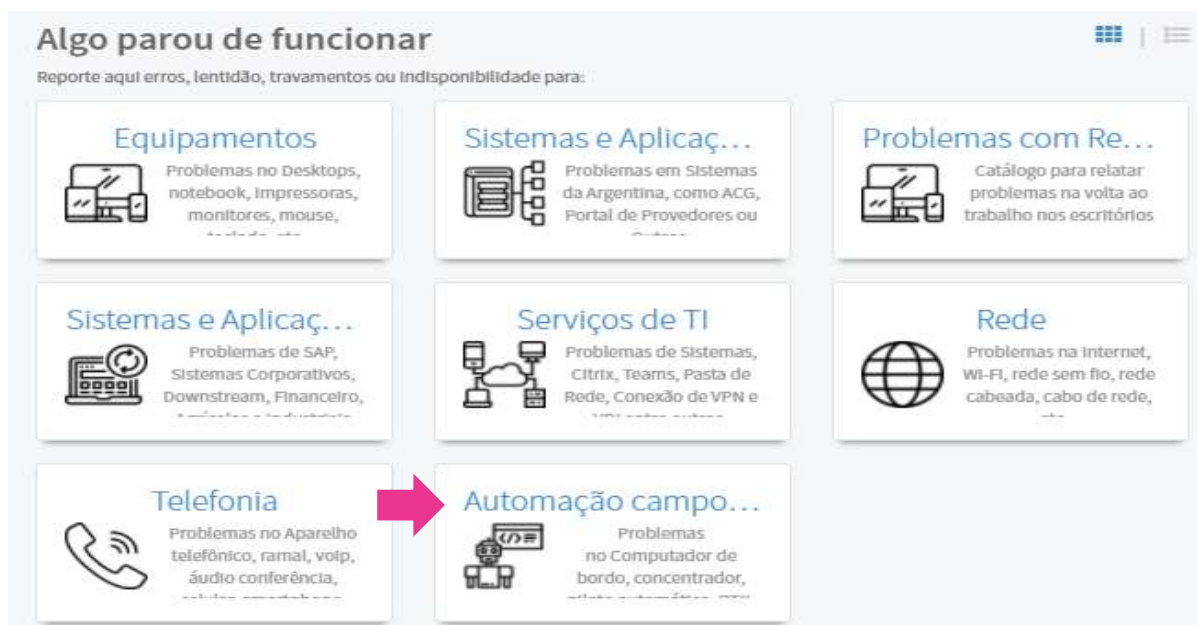 Algo parou de funcionar
Reporte aqui erros, lentidão, travamentos ou indisponibilidade para:
Equipamentos
Problemas no Desktops,
notebook, impressoras,
monitores, mouse,
Sistemas e Aplicaç...
Problemas em Sistemas
da Argentina, como ACG,
Portal de Provedores ou
Problemas com Re...
Catálogo para relatar
problemas na volta ao
trabalho nos escritórios
Sistemas e Aplicaç...
Problemas de SAP,
Sistemas Corporativos,
Downstream, Financeiro,
Serviços de TI
Problemas de Sistemas,
Citrix, Teams, Pasta de
Rede, Conexão de VPN e
Rede
Problemas na Internet,
Wi-Fi, rede sem fio, rede
cabeada, cabo de rede,
Telefonia
Problemas no Aparelho
telefônico, ramal, voip,
áudio conferência,
Automação campo...
Problemas
no Computador de
bordo, concentrador,